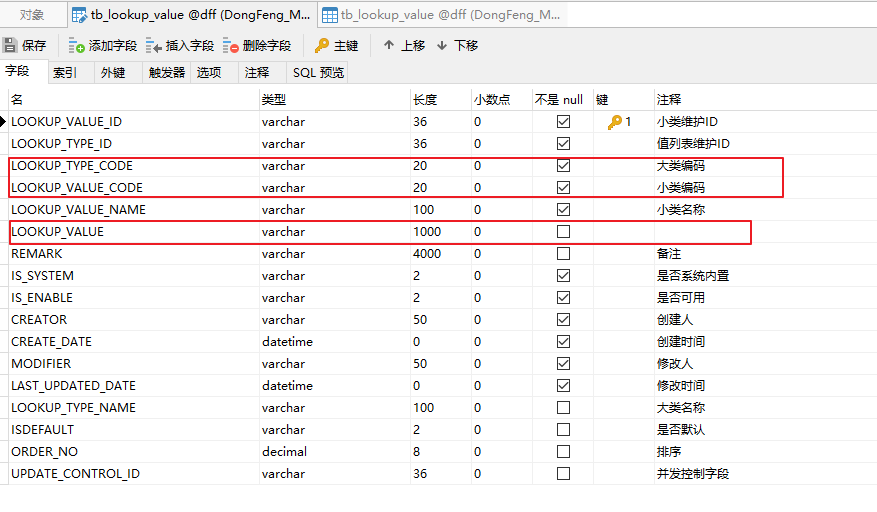 对象 tb_lookup_value @dff (DongFeng_M... tb_lookup_value @dff (DongFeng_M...
保存 添加字段 插入字段 删除字段 主键 上移 下移
字段 索引 外键 触发器 选项 注释 SQL 预览
名 类型 长度 小数点 不是 null 键 注释
LOOKUP_VALUE_ID varchar 36 0 1 小类维护ID
LOOKUP_TYPE_ID varchar 36 0 值列表维护ID
LOOKUP_TYPE_CODE varchar 20 0 大类编码
LOOKUP_VALUE_CODE varchar 20 0 小类编码
LOOKUP_VALUE_NAME varchar 100 0 小类名称
LOOKUP_VALUE varchar 1000 0
REMARK varchar 4000 0 备注
IS_SYSTEM varchar 2 0 是否系统内置
IS_ENABLE varchar 2 0 是否可用
CREATOR varchar 50 0 创建人
CREATE_DATE datetime 0 0 创建时间
MODIFIER varchar 50 0 修改人
LAST_UPDATED_DATE datetime 0 0 修改时间
LOOKUP_TYPE_NAME varchar 100 0 大类名称
ISDEFAULT varchar 2 0 是否默认
ORDER_NO decimal 8 0 排序
UPDATE_CONTROL_ID varchar 36 0 并发控制字段